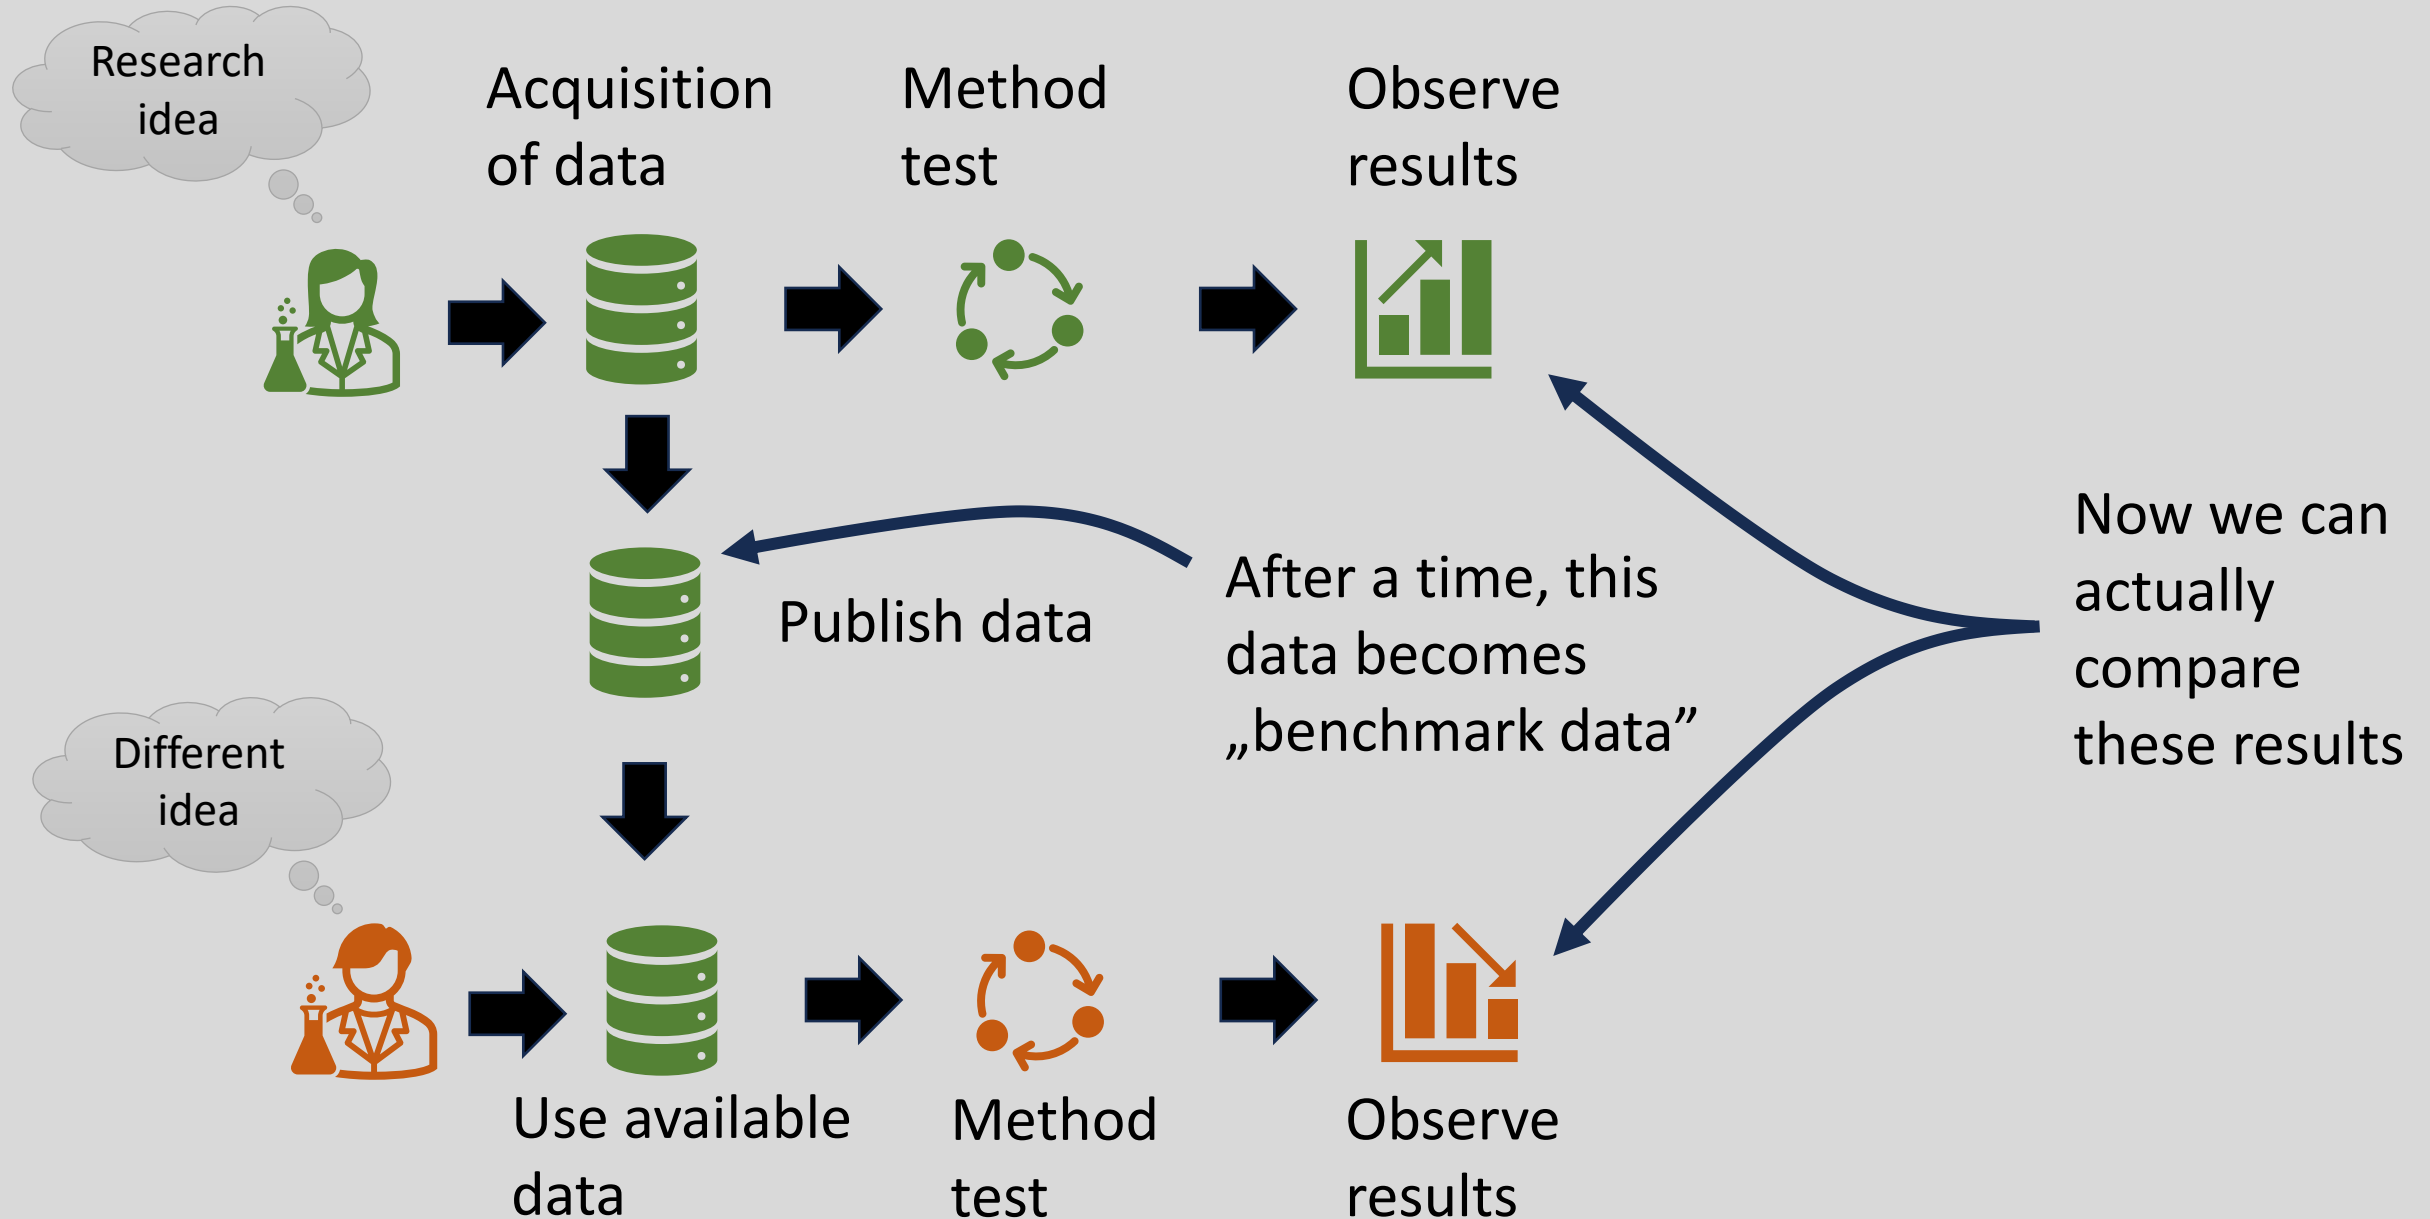 Research
idea
Acquisition
of data
Method
test
Observe
results
Publish data
After a time, this
data becomes
„benchmark data”
Now we can
actually
compare
these results
Different
idea
Use available
data
Method
test
Observe
results